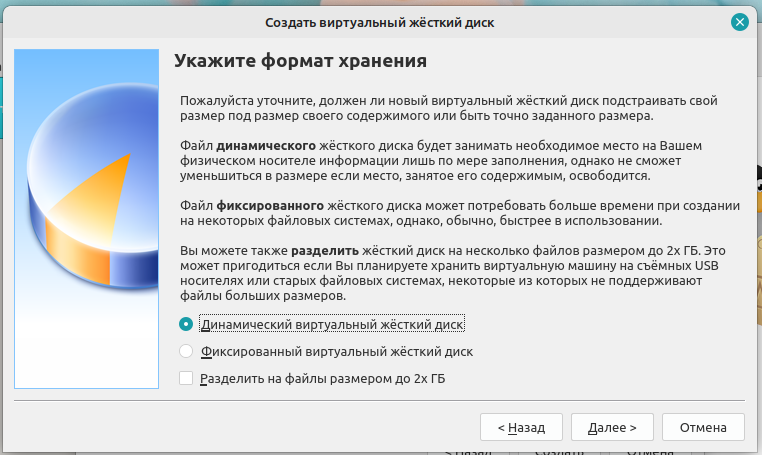 Создать виртуальный жёсткий диск
Укажите формат хранения
Пожалуйста уточните, должен ли новый виртуальный жёсткий диск подстраивать свой
размер под размер своего содержимого или быть точно заданного размера.
Файл динамического жёсткого диска будет занимать необходимое место на Вашем
физическом носителе информации лишь по мере заполнения, однако не сможет
уменьшиться в размере если место, занятое его содержимым, освободится.
Файл фиксированного жёсткого диска может потребовать больше времени при создании
на некоторых файловых системах, однако, обычно, быстрее в использовании.
Вы можете также разделить жёсткий диск на несколько файлов размером до 2х ГБ. Это
может пригодиться если Вы планируете хранить виртуальную машину на съёмных USB
носителях или старых файловых системах, некоторые из которых не поддерживают
файлы больших размеров.
Динамический виртуальный жёсткий диск
Фиксированный виртуальный жёсткий диск
Разделить на файлы размером до 2х ГБ
< Назад Далее > Отмена